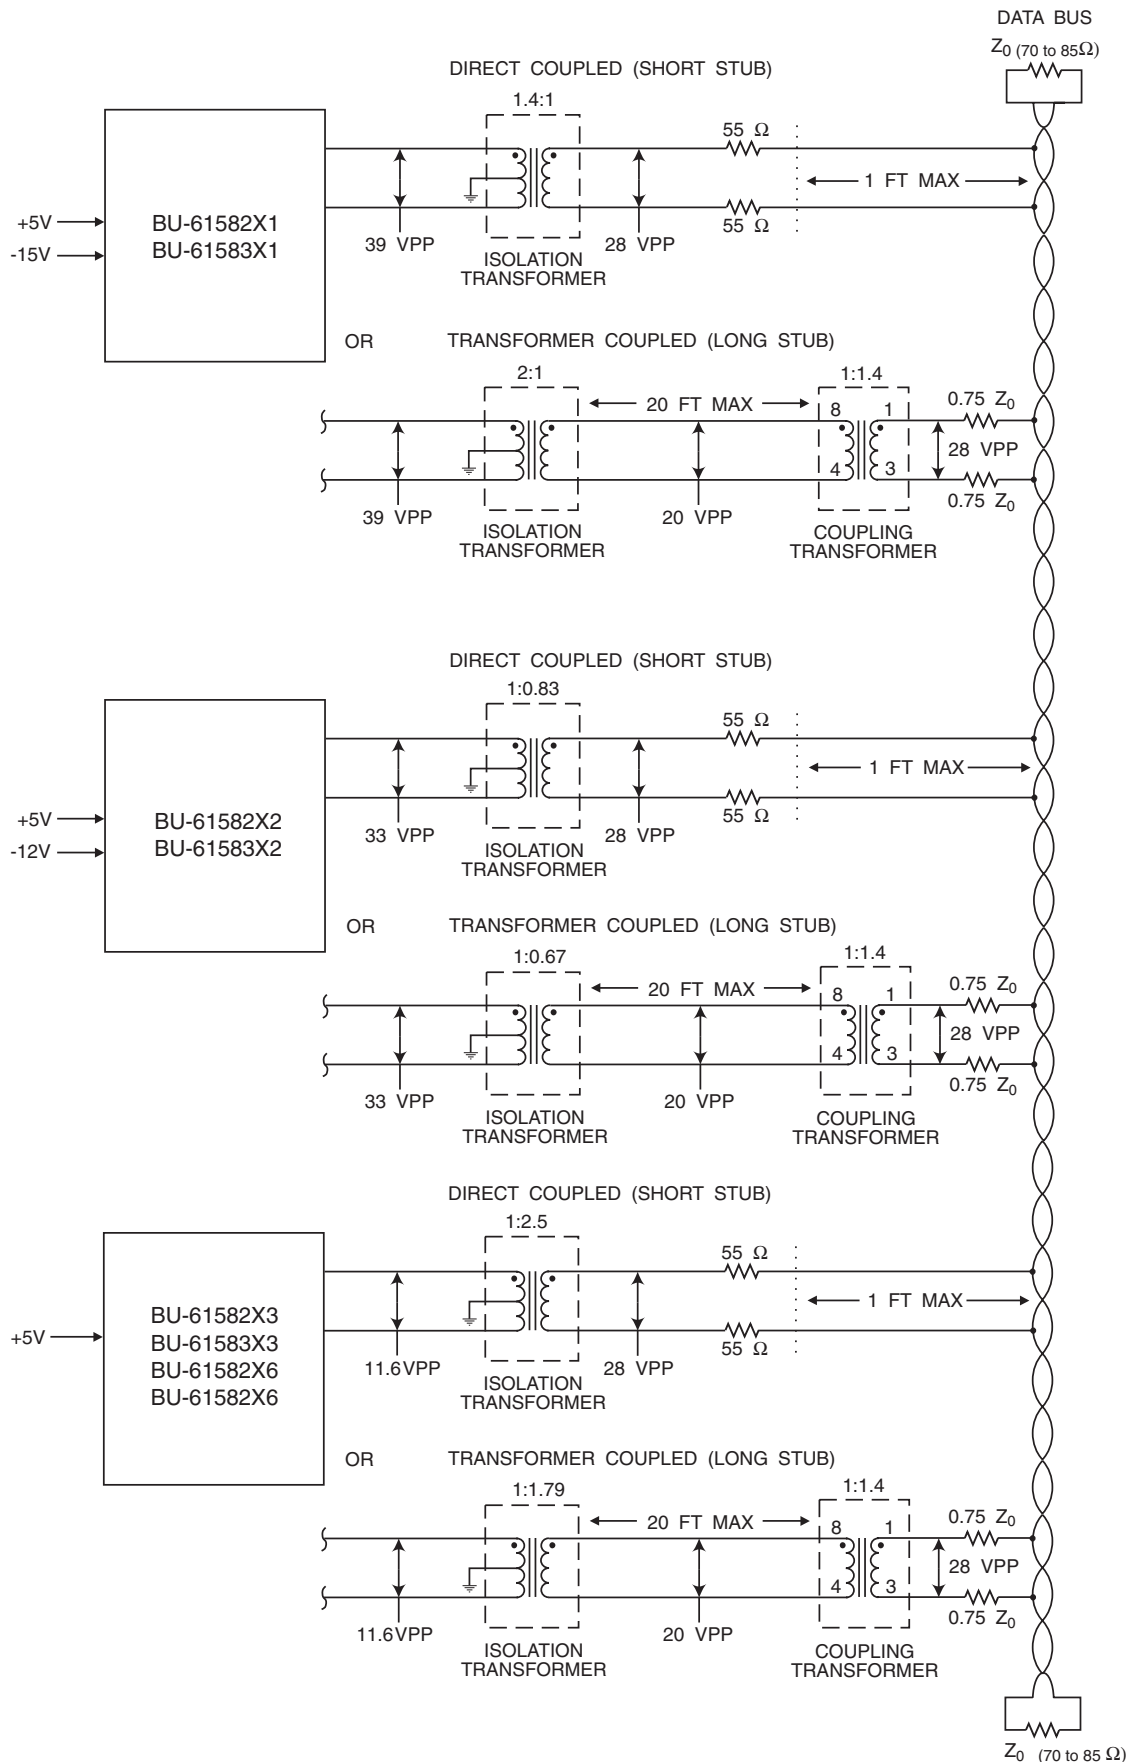 DATA BUS
Z0 (70 to 85Ω)
DIRECT COUPLED (SHORT STUB)
1.4:1
55 Ω
1 FT MAX
55 Ω
+5V
-15V
BU-61582X1
BU-61583X1
39 VPP
28 VPP
ISOLATION
TRANSFORMER
OR
TRANSFORMER COUPLED (LONG STUB)
2:1
20 FT MAX
1:1.4
8
1
4
3
0.75 Z0
28 VPP
0.75 Z0
39 VPP
20 VPP
ISOLATION
TRANSFORMER
COUPLING
TRANSFORMER
DIRECT COUPLED (SHORT STUB)
1:0.83
55 Ω
1 FT MAX
55 Ω
+5V
-12V
BU-61582X2
BU-61583X2
33 VPP
28 VPP
ISOLATION
TRANSFORMER
OR
TRANSFORMER COUPLED (LONG STUB)
1:0.67
20 FT MAX
1:1.4
8
1
4
3
0.75 Z0
28 VPP
0.75 Z0
33 VPP
20 VPP
ISOLATION
TRANSFORMER
COUPLING
TRANSFORMER
DIRECT COUPLED (SHORT STUB)
1:2.5
55 Ω
1 FT MAX
55 Ω
+5V
BU-61582X3
BU-61583X3
BU-61582X6
BU-61582X6
11.6VPP
28 VPP
ISOLATION
TRANSFORMER
OR
TRANSFORMER COUPLED (LONG STUB)
1:1.79
20 FT MAX
1:1.4
8
1
4
3
0.75 Z0
28 VPP
0.75 Z0
11.6VPP
20 VPP
ISOLATION
TRANSFORMER
COUPLING
TRANSFORMER
Z0 (70 to 85 Ω)